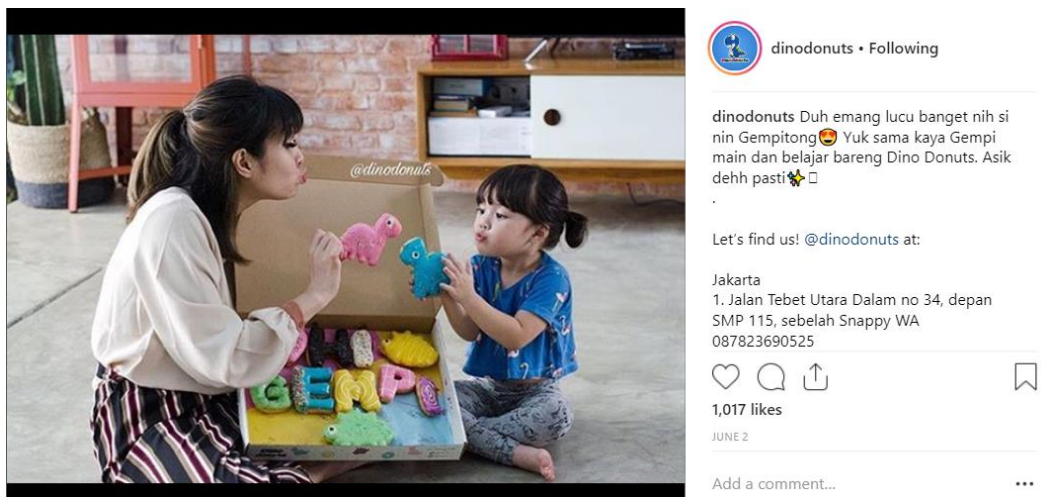 @dinodonuts
GEMPI
dinodonuts • Following
dinodonuts Duh emang lucu banget nih si
nin Gempitong😍 Yuk sama kaya Gempi
main dan belajar bareng Dino Donuts. Asik
dehh pasti✨
.
Let's find us! @dinodonuts at:
Jakarta
1. Jalan Tebet Utara Dalam no 34, depan
SMP 115, sebelah Snappy WA
087823690525
1,017 likes
JUNE 2
Add a comment...